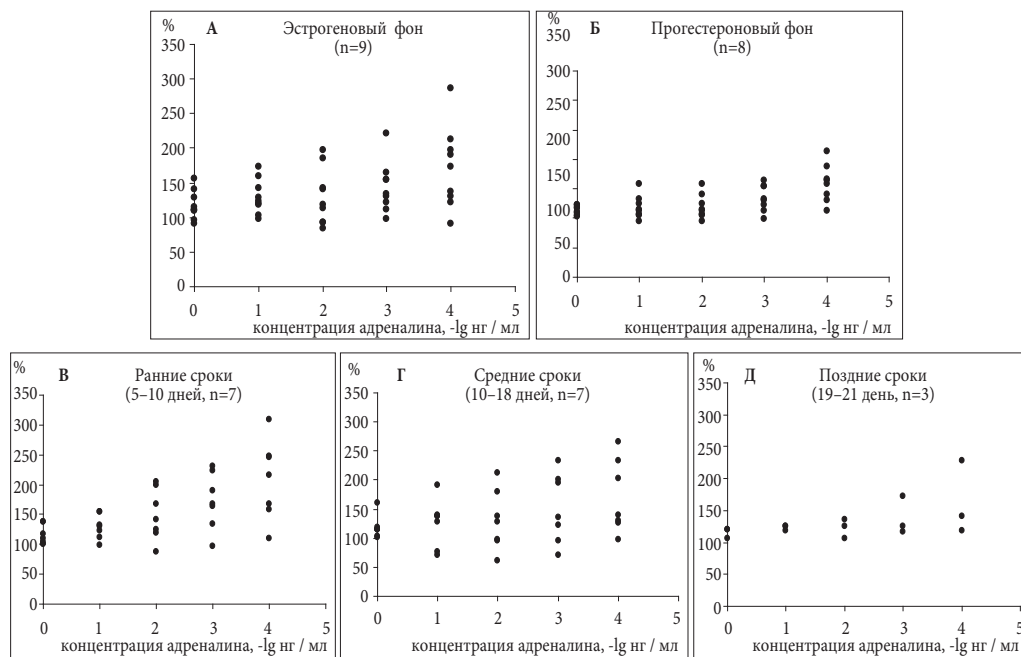 %
А
Эстрогеновый фон
(n=9)
350
300
250
200
150
100
50
0
0 1 2 3 4 5
концентрация адреналина, -lg нг / мл
%
Б
Прогестероновый фон
(n=8)
350
300
250
200
150
100
50
0
0 1 2 3 4 5
концентрация адреналина, -lg нг / мл
%
В
Ранние сроки
(5–10 дней, n=7)
350
300
250
200
150
100
50
0
0 1 2 3 4 5
концентрация адреналина, -lg нг / мл
%
Г
Средние сроки
(10–18 дней, n=7)
350
300
250
200
150
100
50
0
0 1 2 3 4 5
концентрация адреналина, -lg нг / мл
%
Д
Поздние сроки
(19–21 день, n=3)
350
300
250
200
150
100
50
0
0 1 2 3 4 5
концентрация адреналина, -lg нг / мл